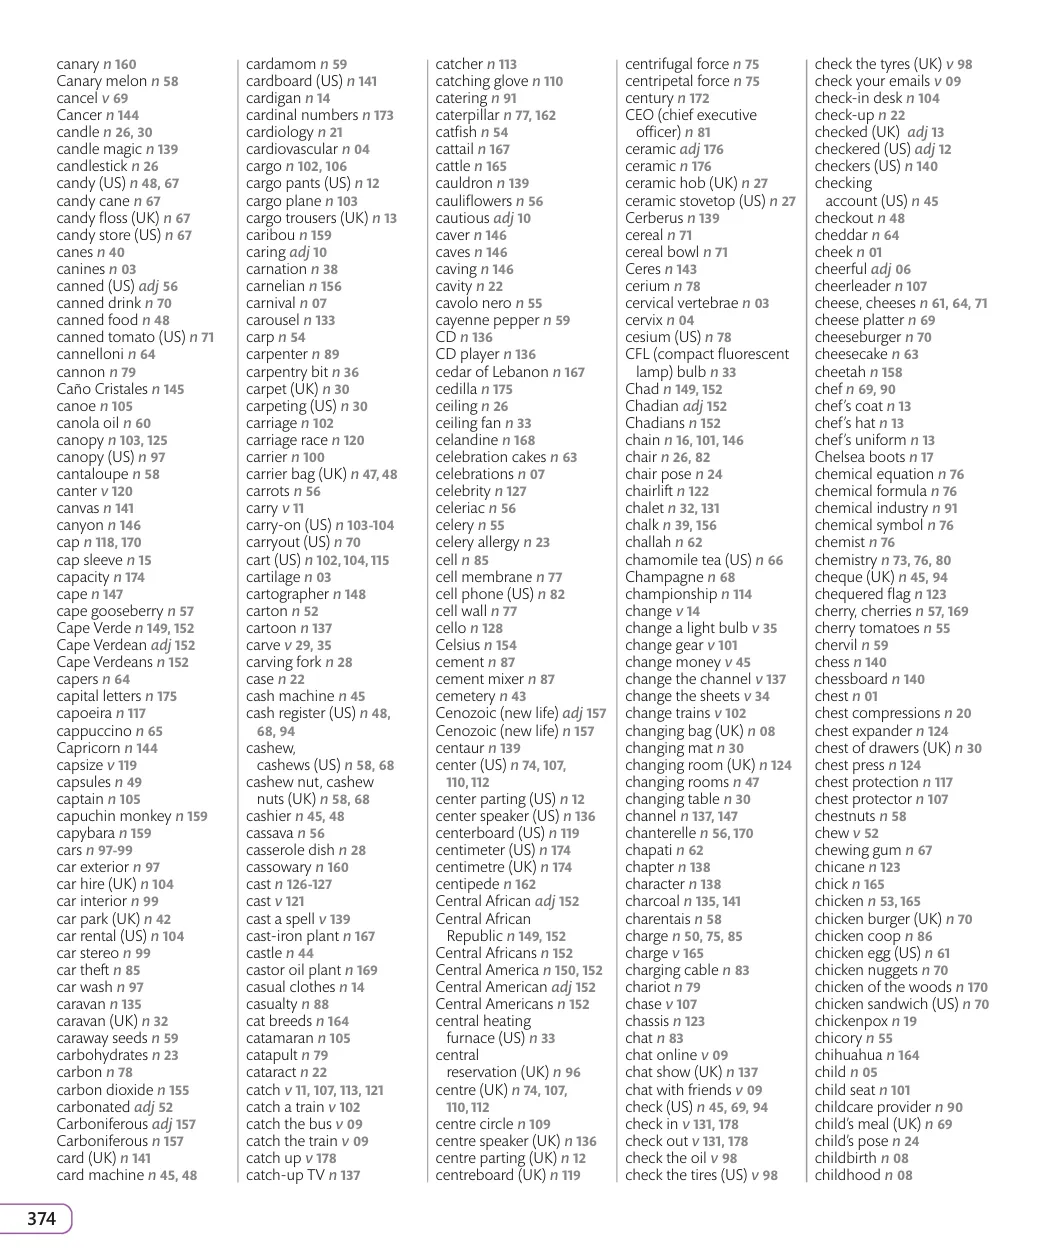 canary n 160
Canary melon n 58
cancel v 69
Cancer n 144
candle n 26, 30
candle magic n 139
candlestick n 26
candy (US) n 48, 67
candy cane n 67
candy floss (UK) n 67
candy store (US) n 67
canes n 40
canines n 03
canned (US) adj 56
canned drink n 70
canned food n 48
canned tomato (US) n 71
cannelloni n 64
cannon n 79
Caño Cristales n 145
canoe n 105
canola oil n 60
canopy n 103, 125
canopy (US) n 97
cantaloupe n 58
canter v 120
canvas n 141
canyon n 146
cap n 118, 170
cap sleeve n 15
capacity n 174
cape n 147
cape gooseberry n 57
Cape Verde n 149, 152
Cape Verdean adj 152
Cape Verdeans n 152
capers n 64
capital letters n 175
capoeira n 117
cappuccino n 65
Capricorn n 144
capsize v 119
capsules n 49
captain n 105
capuchin monkey n 159
capybara n 159
cars n 97-99
car exterior n 97
car hire (UK) n 104
car interior n 99
car park (UK) n 42
car rental (US) n 104
car stereo n 99
car theft n 85
car wash n 97
caravan n 135
caravan (UK) n 32
caraway seeds n 59
carbohydrates n 23
carbon n 78
carbon dioxide n 155
carbonated adj 52
Carboniferous adj 157
Carboniferous n 157
card (UK) n 141
card machine n 45, 48
cardamom n 59
cardboard (US) n 141
cardigan n 14
cardinal numbers n 173
cardiology n 21
cardiovascular n 04
cargo n 102, 106
cargo pants (US) n 12
cargo plane n 103
cargo trousers (UK) n 13
caribou n 159
caring adj 10
carnation n 38
carnelian n 156
carnival n 07
carousel n 133
carp n 54
carpenter n 89
carpentry bit n 36
carpet (UK) n 30
carpeting (US) n 30
carriage n 102
carriage race n 120
carrier n 100
carrier bag (UK) n 47, 48
carrots n 56
carry v 11
carry-on (US) n 103-104
carryout (US) n 70
cart (US) n 102, 104, 115
cartilage n 03
cartographer n 148
carton n 52
cartoon n 137
carve v 29, 35
carving fork n 28
case n 22
cash machine n 45
cash register (US) n 48,
68, 94
cashew,
cashews (US) n 58, 68
cashew nut, cashew
nuts (UK) n 58, 68
cashier n 45, 48
cassava n 56
casserole dish n 28
cassowary n 160
cast n 126-127
cast v 121
cast a spell v 139
cast-iron plant n 167
castle n 44
castor oil plant n 169
casual clothes n 14
casualty n 88
cat breeds n 164
catamaran n 105
catapult n 79
cataract n 22
catch v 11, 107, 113, 121
catch a train v 102
catch the bus v 09
catch the train v 09
catch up v 178
catch-up TV n 137
catcher n 113
catching glove n 110
catering n 91
caterpillar n 77, 162
catfish n 54
cattail n 167
cattle n 165
cauldron n 139
cauliflowers n 56
cautious adj 10
caver n 146
caves n 146
caving n 146
cavity n 22
cavolo nero n 55
cayenne pepper n 59
CD n 136
CD player n 136
cedar of Lebanon n 167
cedilla n 175
ceiling n 26
ceiling fan n 33
celandine n 168
celebration cakes n 63
celebrations n 07
celebrity n 127
celeriac n 56
celery n 55
celery allergy n 23
cell n 85
cell membrane n 77
cell phone (US) n 82
cell wall n 77
cello n 128
Celsius n 154
cement n 87
cement mixer n 87
cemetery n 43
Cenozoic (new life) adj 157
Cenozoic (new life) n 157
centaur n 139
center (US) n 74, 107,
110, 112
center parting (US) n 12
center speaker (US) n 136
centerboard (US) n 119
centimeter (US) n 174
centimetre (UK) n 174
centipede n 162
Central African adj 152
Central African
Republic n 149, 152
Central Africans n 152
Central America n 150, 152
Central American adj 152
Central Americans n 152
central heating
furnace (US) n 33
central
reservation (UK) n 96
centre (UK) n 74, 107,
110, 112
centre circle n 109
centre speaker (UK) n 136
centre parting (UK) n 12
centreboard (UK) n 119
centrifugal force n 75
centripetal force n 75
century n 172
CEO (chief executive
officer) n 81
ceramic adj 176
ceramic n 176
ceramic hob (UK) n 27
ceramic stovetop (US) n 27
Cerberus n 139
cereal n 71
cereal bowl n 71
Ceres n 143
cerium n 78
cervical vertebrae n 03
cervix n 04
cesium (US) n 78
CFL (compact fluorescent
lamp) bulb n 33
Chad n 149, 152
Chadian adj 152
Chadians n 152
chain n 16, 101, 146
chair n 26, 82
chair pose n 24
chairlift n 122
chalet n 32, 131
chalk n 39, 156
challah n 62
chamomile tea (US) n 66
Champagne n 68
championship n 114
change v 14
change a light bulb v 35
change gear v 101
change money v 45
change the channel v 137
change the sheets v 34
change trains v 102
changing bag (UK) n 08
changing mat n 30
changing room (UK) n 124
changing rooms n 47
changing table n 30
channel n 137, 147
chanterelle n 56, 170
chapati n 62
chapter n 138
character n 138
charcoal n 135, 141
charentais n 58
charge n 50, 75, 85
charge v 165
charging cable n 83
chariot n 79
chase v 107
chassis n 123
chat n 83
chat online v 09
chat show (UK) n 137
chat with friends v 09
check (US) n 45, 69, 94
check in v 131, 178
check out v 131, 178
check the oil v 98
check the tires (US) v 98
check the tyres (UK) v 98
check your emails v 09
check-in desk n 104
check-up n 22
checked (UK) adj 13
checkered (US) adj 12
checkers (US) n 140
checking
account (US) n 45
checkout n 48
cheddar n 64
cheek n 01
cheerful adj 06
cheerleader n 107
cheese, cheeses n 61, 64, 71
cheese platter n 69
cheeseburger n 70
cheesecake n 63
cheetah n 158
chef n 69, 90
chef's coat n 13
chef's hat n 13
chef's uniform n 13
Chelsea boots n 17
chemical equation n 76
chemical formula n 76
chemical industry n 91
chemical symbol n 76
chemist n 76
chemistry n 73, 76, 80
cheque (UK) n 45, 94
chequered flag n 123
cherry, cherries n 57, 169
cherry tomatoes n 55
chervil n 59
chess n 140
chessboard n 140
chest n 01
chest compressions n 20
chest expander n 124
chest of drawers (UK) n 30
chest press n 124
chest protection n 117
chest protector n 107
chestnuts n 58
chew v 52
chewing gum n 67
chicane n 123
chick n 165
chicken n 53, 165
chicken burger (UK) n 70
chicken coop n 86
chicken egg (US) n 61
chicken nuggets n 70
chicken of the woods n 170
chicken sandwich (US) n 70
chickenpox n 19
chicory n 55
chihuahua n 164
child n 05
child seat n 101
childcare provider n 90
child's meal (UK) n 69
child's pose n 24
childbirth n 08
childhood n 08
374